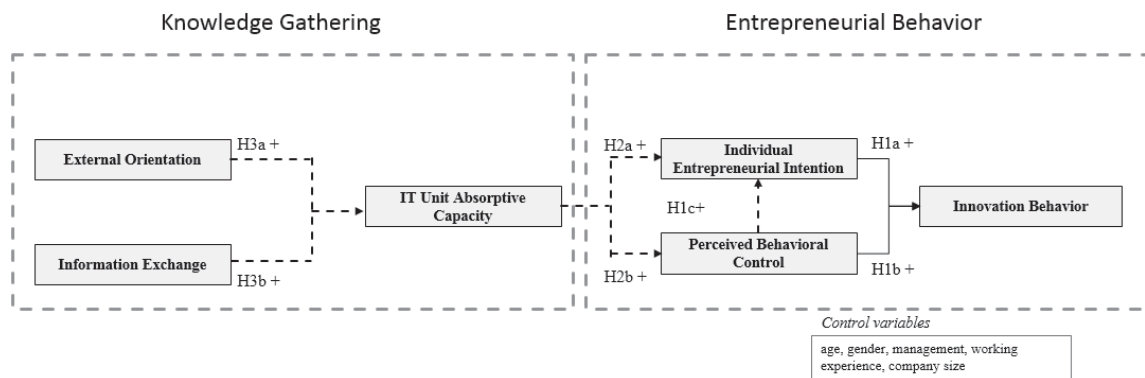 Knowledge Gathering
Entrepreneurial Behavior
External Orientation
H3a +
Information Exchange
H3b +
IT Unit Absorptive
Capacity
H2a +
H2b +
Individual
Entrepreneurial Intention
H1a +
H1c+
Perceived Behavioral
Control
H1b +
Innovation Behavior
Control variables
age, gender, management, working
experience, company size